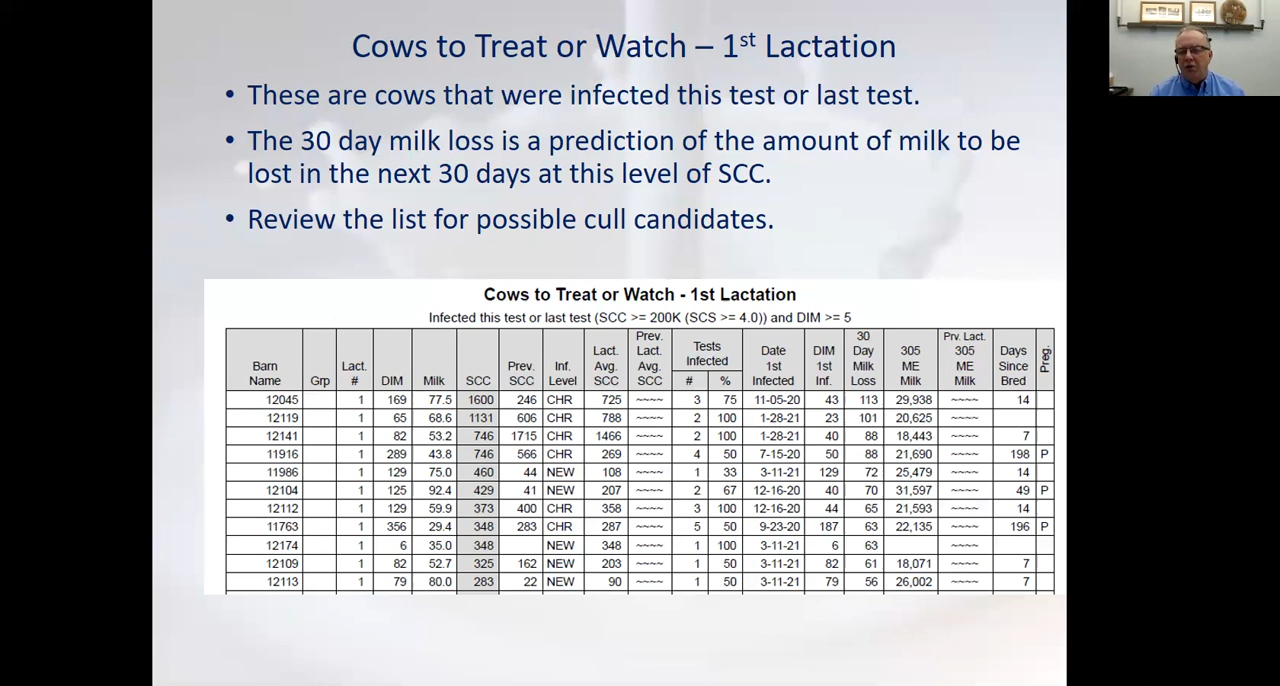 Cows to Treat or Watch – 1st Lactation
• These are cows that were infected this test or last test.
• The 30 day milk loss is a prediction of the amount of milk to be
lost in the next 30 days at this level of SCC.
• Review the list for possible cull candidates.
Cows to Treat or Watch - 1st Lactation
Infected this test or last test (SCC >= 200K (SCS >= 4.0)) and DIM >= 5
Barn Name Grp Lact. # DIM Milk SCC Prev. SCC Inf. Level Lact. Avg. SCC Prev. Lact. Avg. SCC Tests Infected # % Date 1st Infected DIM 1st Inf. 30 Day Milk Loss 305 ME Milk Prv. Lact. 305 ME Milk Days Since Bred Preg.
12045 1 169 77.5 1600 246 CHR 725 ~~~~ 3 75 11-05-20 43 113 29,938 ~~~~ 14
12119 1 65 68.6 1131 606 CHR 788 ~~~~ 2 100 1-28-21 23 101 20,625 ~~~~
12141 1 82 53.2 746 1715 CHR 1466 ~~~~ 2 100 1-28-21 40 88 18,443 ~~~~ 7
11916 1 289 43.8 746 566 CHR 269 ~~~~ 4 50 7-15-20 50 88 21,690 ~~~~ 198 P
11986 1 129 75.0 460 44 NEW 108 ~~~~ 1 33 3-11-21 129 72 25,479 ~~~~ 14
12104 1 125 92.4 429 41 NEW 207 ~~~~ 2 67 12-16-20 40 70 31,597 ~~~~ 49 P
12112 1 129 59.9 373 400 CHR 358 ~~~~ 3 100 12-16-20 44 65 21,593 ~~~~ 14
11763 1 356 29.4 348 283 CHR 287 ~~~~ 5 50 9-23-20 187 63 22,135 ~~~~ 196 P
12174 1 6 35.0 348 NEW 348 ~~~~ 1 100 3-11-21 6 63 ~~~~
12109 1 82 52.7 325 162 NEW 203 ~~~~ 1 50 3-11-21 82 61 18,071 ~~~~ 7
12113 1 79 80.0 283 22 NEW 90 ~~~~ 1 50 3-11-21 79 56 26,002 ~~~~ 7